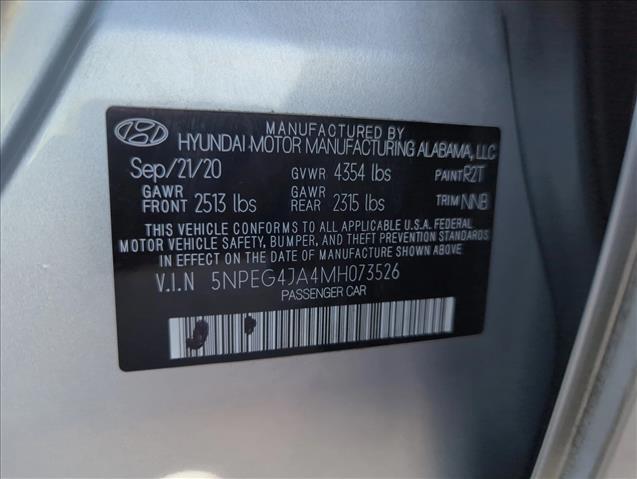 MANUFACTURED BY
HYUNDAI MOTOR MANUFACTURING ALABAMA, LLC
Sep/21/20 GVWR 4354 lbs PAINT R2T
GAWR FRONT 2513 lbs GAWR REAR 2315 lbs TRIM NNB
THIS VEHICLE CONFORMS TO ALL APPLICABLE U.S.A. FEDERAL
MOTOR VEHICLE SAFETY, BUMPER, AND THEFT PREVENTION STANDARDS
IN EFFECT ON THE DATE OF MANUFACTURE SHOWN ABOVE.
V.I.N 5NPEG4JA4MH073526
PASSENGER CAR